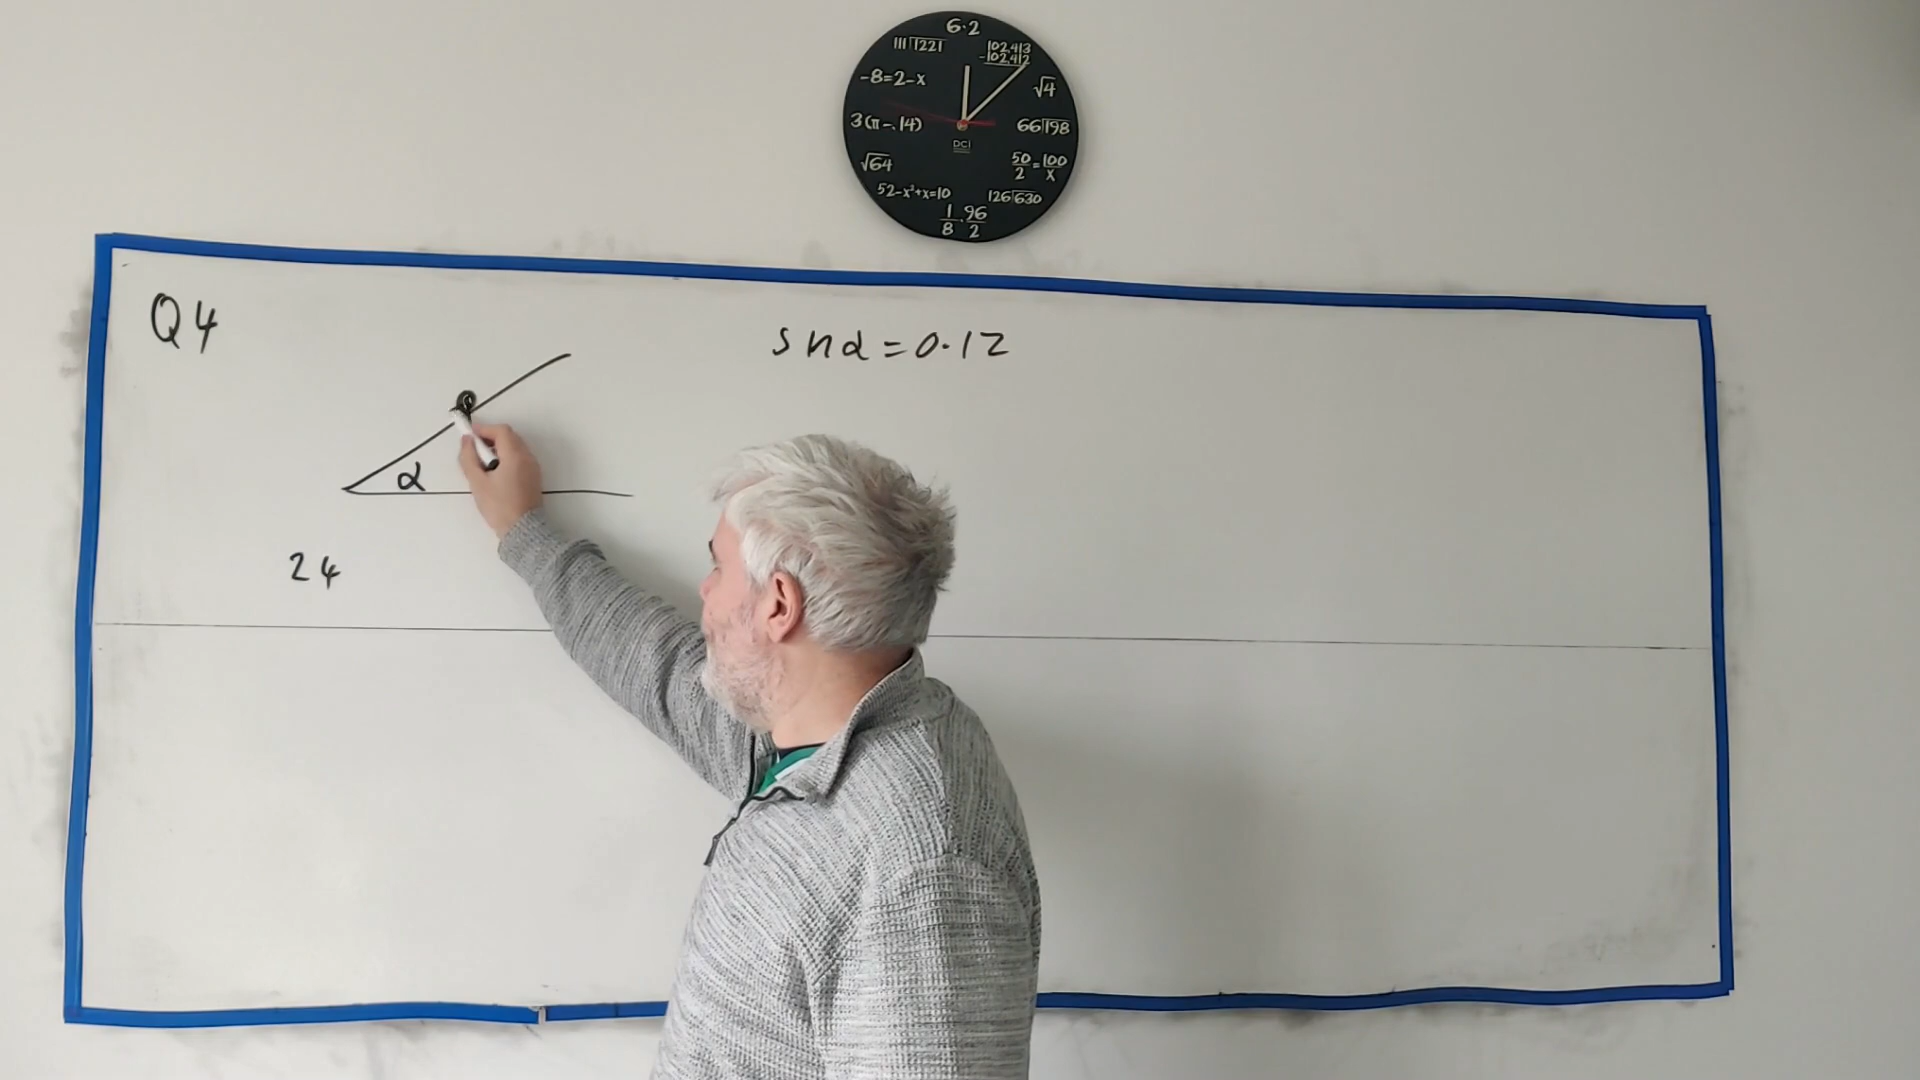 6·2
111⟌1221
102,413
-102,412
-8=2-x
√4
3(π-.14)
66⟌198
DCI
√64
50/2=100/x
52-x²+x=10
126⟌630
1/8·96/2
Q4
snα=0.12
α
24